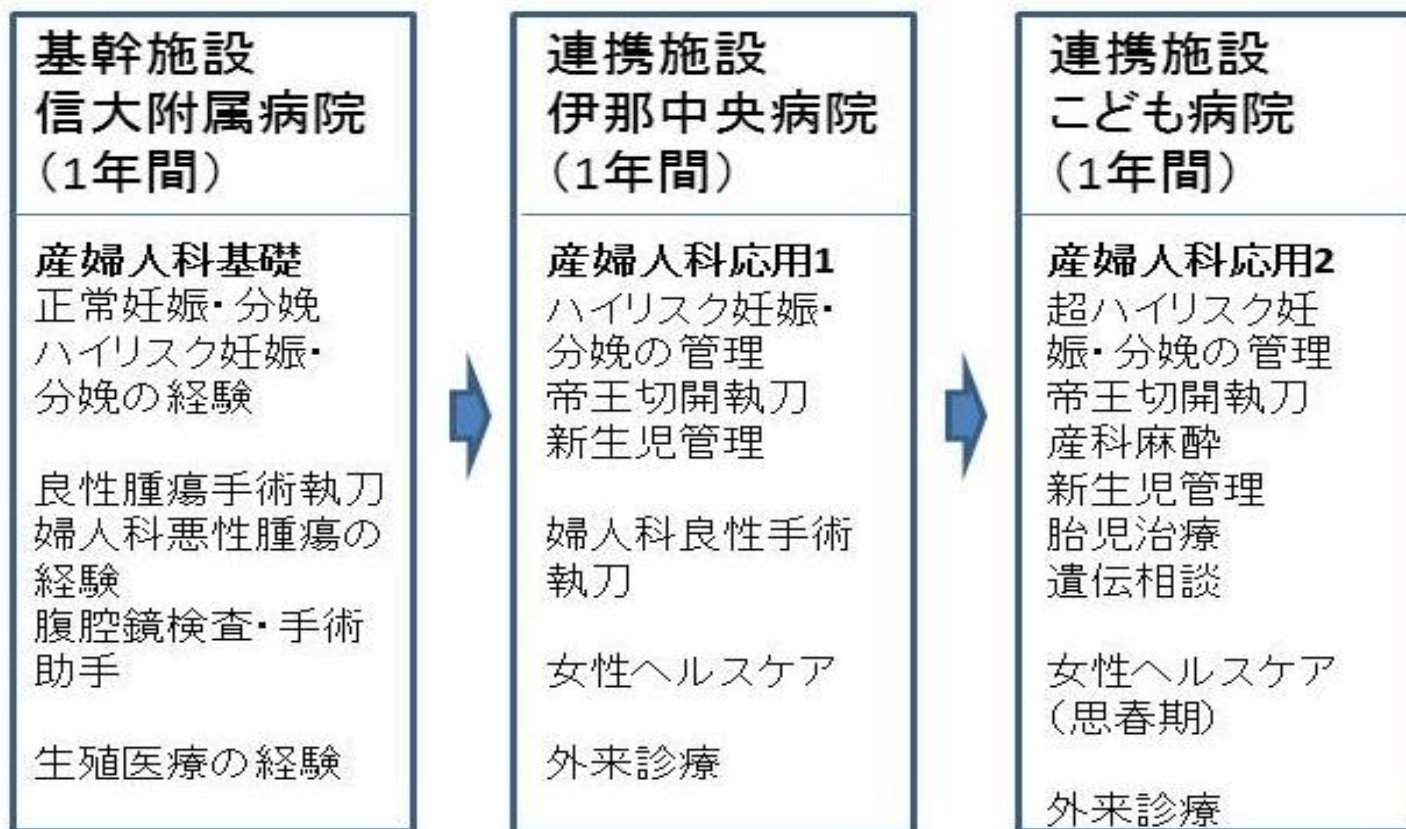 基幹施設
信大附属病院
(1年間)
産婦人科基礎
正常妊娠・分娩
ハイリスク妊娠・
分娩の経験
良性腫瘍手術執刀
婦人科悪性腫瘍の
経験
腹腔鏡検査・手術
助手
生殖医療の経験
連携施設
伊那中央病院
(1年間)
産婦人科応用1
ハイリスク妊娠・
分娩の管理
帝王切開執刀
新生児管理
婦人科良性手術
執刀
女性ヘルスケア
外来診療
連携施設
こども病院
(1年間)
産婦人科応用2
超ハイリスク妊
娠・分娩の管理
帝王切開執刀
産科麻酔
新生児管理
胎児治療
遺伝相談
女性ヘルスケア
(思春期)
外来診療